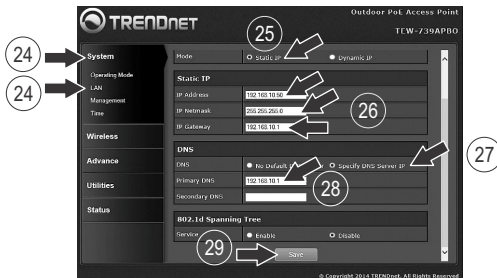 TRENDNET
Outdoor PoE Access Point
TEW-739APBO
25
24
System
Mode
Static IP
Dynamic IP
Operating Mode
24
LAN
Management
Time
Static IP
IP Address
192.168.10.50
IP Netmask
255.255.255.0
26
IP Gateway
192.168.10.1
Wireless
DNS
27
Advance
DNS
No Default
Specify DNS Server IP
Primary DNS
192.168.10.1
28
Utilities
Secondary DNS
Status
802.1d Spanning Tree
Service
Enable
Disable
29
Save
© Copyright 2014 TRENDnet. All Rights Reserved